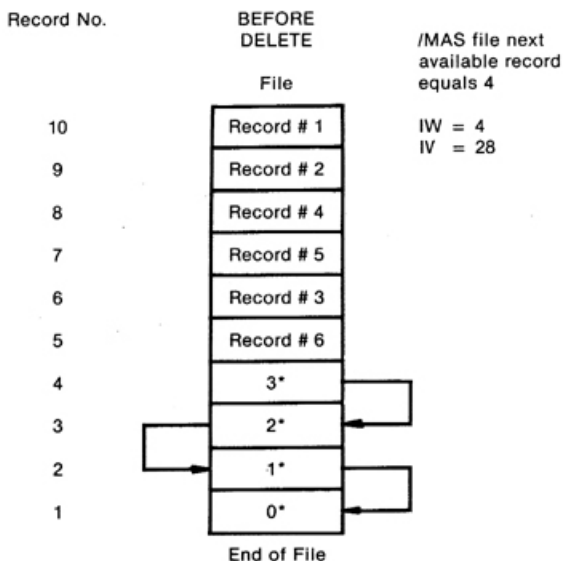 Record No.
BEFORE
DELETE
File
/MAS file next
available record
equals 4
IW = 4
IV = 28
10 Record # 1
9 Record # 2
8 Record # 4
7 Record # 5
6 Record # 3
5 Record # 6
4 3*
3 2*
2 1*
1 0*
End of File